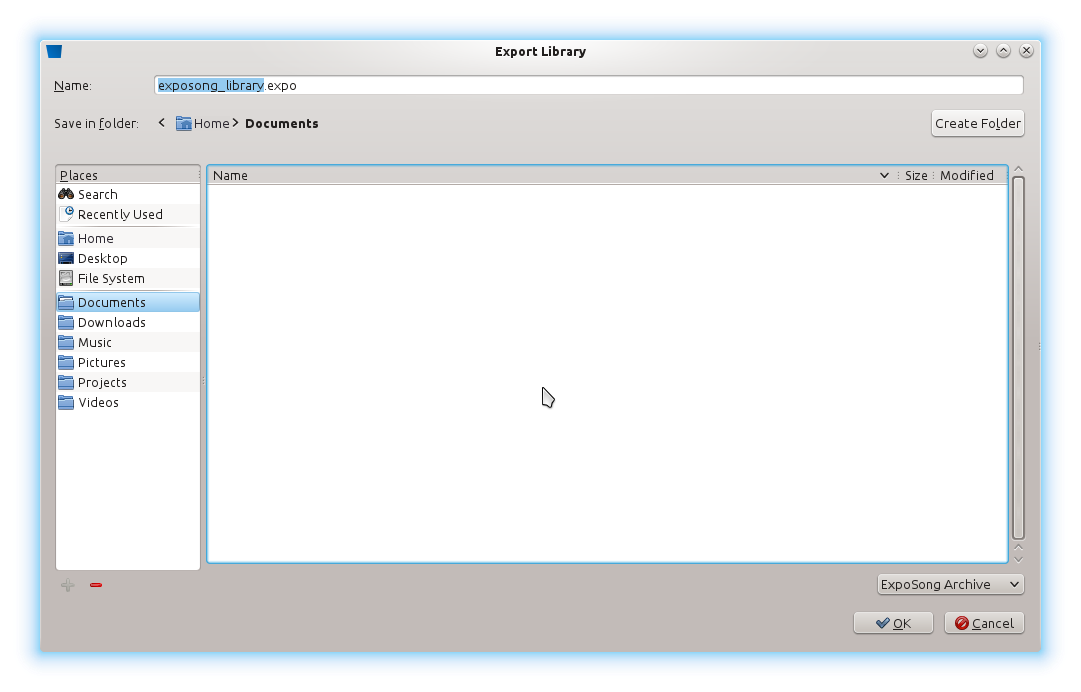 Export Library
Name: exposong_library.expo
Save in folder: < Home > Documents Create Folder
Places
Search
Recently Used
Home
Desktop
File System
Documents
Downloads
Music
Pictures
Projects
Videos
Name Size Modified
ExpoSong Archive
OK Cancel